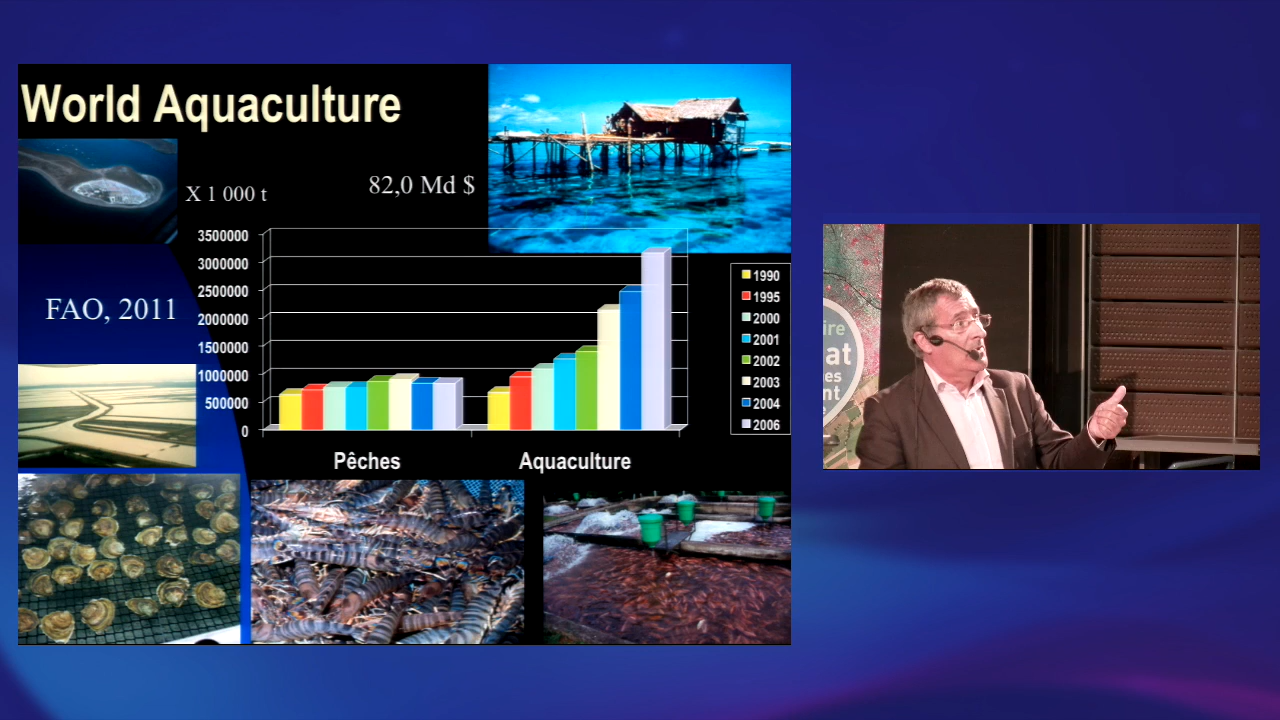 World Aquaculture
X 1 000 t
82,0 Md $
FAO, 2011
3500000
3000000
2500000
2000000
1500000
1000000
500000
0
Pêches
Aquaculture
1990
1995
2000
2001
2002
2003
2004
2006